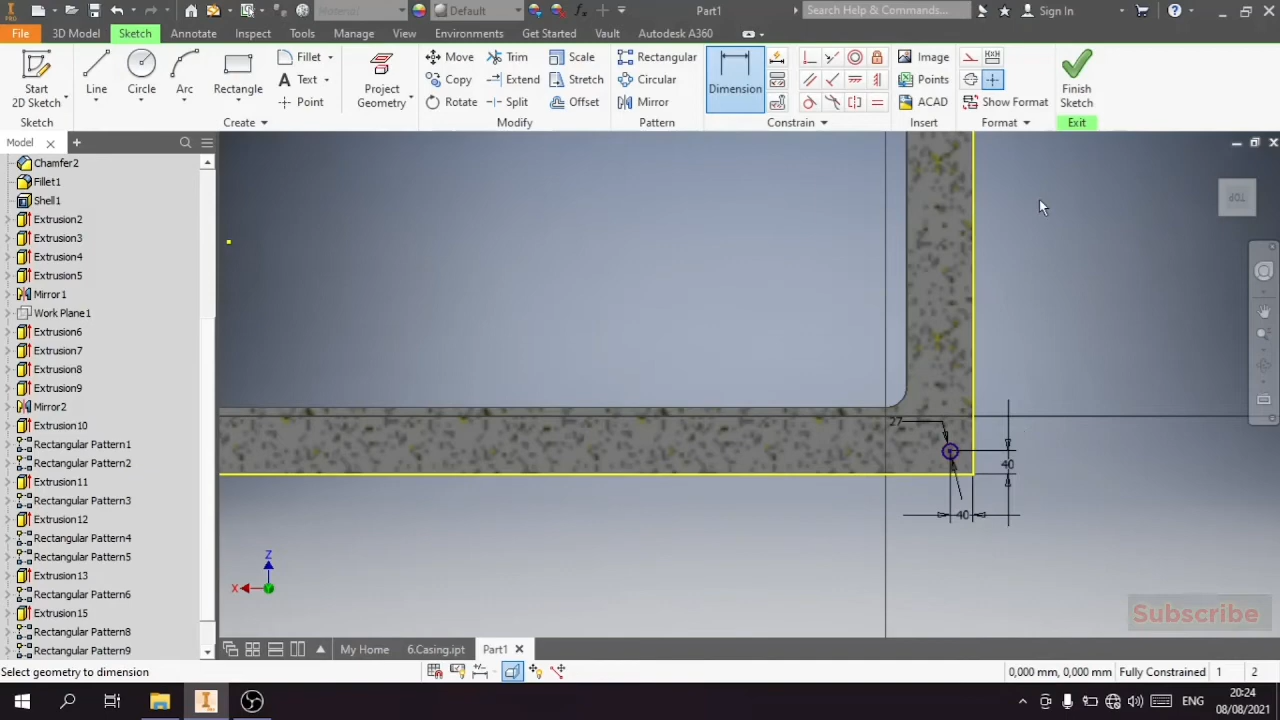 PRO
Material
Default
Part1
Search Help & Commands...
Sign In
File
3D Model
Sketch
Annotate
Inspect
Tools
Manage
View
Environments
Get Started
Vault
Autodesk A360
Start
2D Sketch
Line
Circle
Arc
Rectangle
Fillet
Text
Point
Project
Geometry
Move
Copy
Rotate
Trim
Extend
Split
Scale
Stretch
Offset
Rectangular
Circular
Mirror
Dimension
Image
Points
ACAD
Show Format
Finish
Sketch
Sketch
Create
Modify
Pattern
Constrain
Insert
Format
Exit
Model
Chamfer2
Fillet1
Shell1
Extrusion2
Extrusion3
Extrusion4
Extrusion5
Mirror1
Work Plane1
Extrusion6
Extrusion7
Extrusion8
Extrusion9
Mirror2
Extrusion10
Rectangular Pattern1
Rectangular Pattern2
Extrusion11
Rectangular Pattern3
Extrusion12
Rectangular Pattern4
Rectangular Pattern5
Extrusion13
Rectangular Pattern6
Extrusion15
Rectangular Pattern8
Rectangular Pattern9
TOP
27
40
40
Z
X
Y
Subscribe
My Home
6.Casing.ipt
Part1
Select geometry to dimension
0,000 mm, 0,000 mm
Fully Constrained
1
2
ENG
20:24
08/08/2021